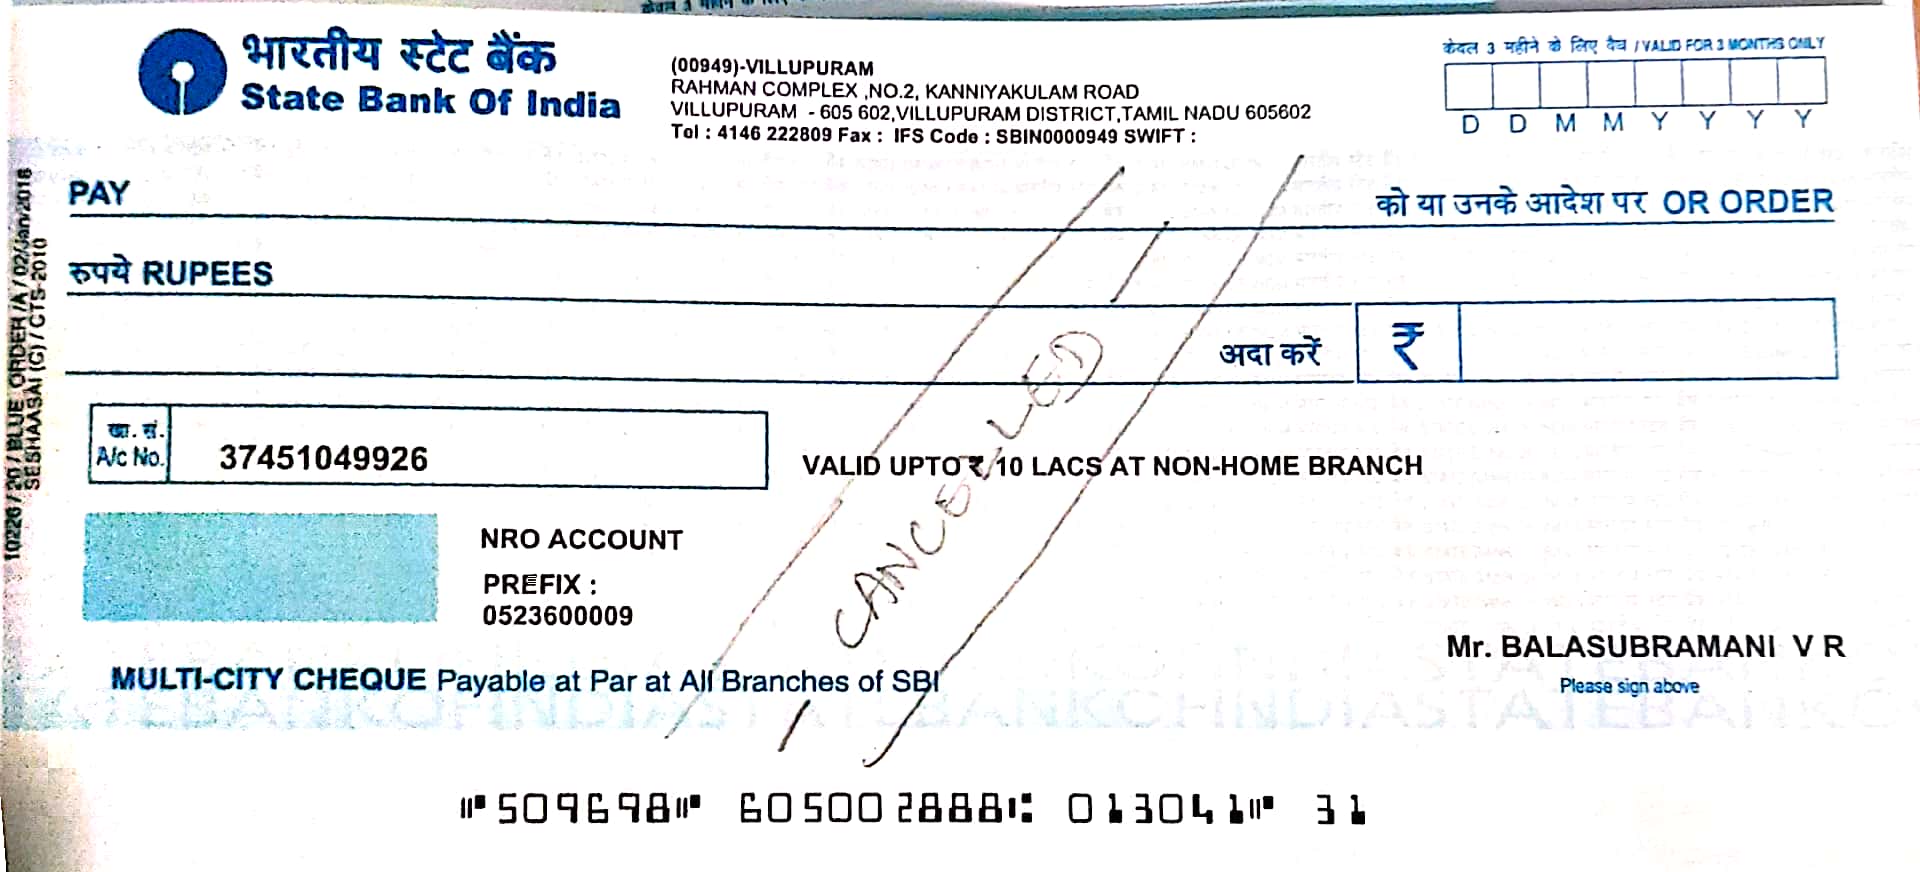 भारतीय स्टेट बैंक
State Bank Of India
(00949)-VILLUPURAM
RAHMAN COMPLEX ,NO.2, KANNIYAKULAM ROAD
VILLUPURAM - 605 602,VILLUPURAM DISTRICT,TAMIL NADU 605602
Tel : 4146 222809 Fax : IFS Code : SBIN0000949 SWIFT :
केवल 3 महीने के लिए वैध / VALID FOR 3 MONTHS ONLY
D D M M Y Y Y Y
PAY
को या उनके आदेश पर OR ORDER
रुपये RUPEES
अदा करें ₹
खा. सं.
A/c No. 37451049926
VALID UPTO ₹ 10 LACS AT NON-HOME BRANCH
CANCELLED
NRO ACCOUNT
PREFIX :
0523600009
Mr. BALASUBRAMANI V R
Please sign above
MULTI-CITY CHEQUE Payable at Par at All Branches of SBI
⑈509698⑈ 605002888⑆ 013041⑈ 31
10226 / 20 / BLUE ORDER / A / 02/Jan/2018
SESHAASAI (G) / CTS-2010